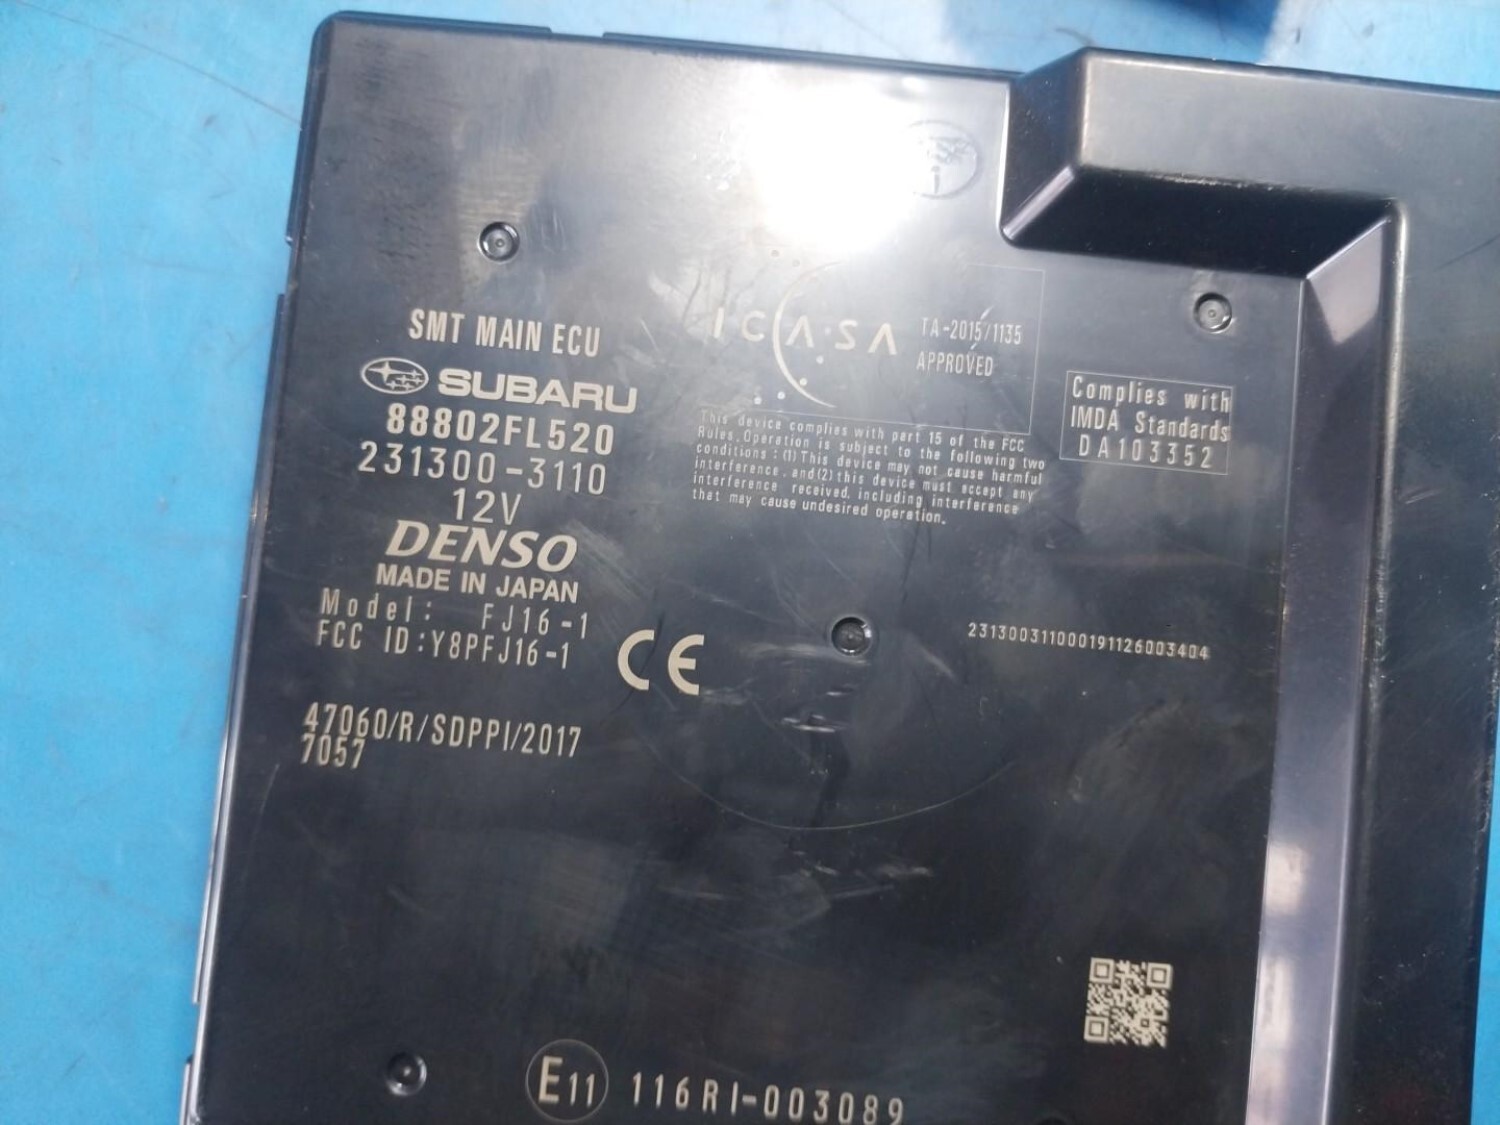 SMT MAIN ECU
SUBARU
88802FL520
231300-3110
12V
DENSO
MADE IN JAPAN
Model: FJ16-1
FCC ID:Y8PFJ16-1
CE
47060/R/SDPPI/2017
7057
ICASA
TA-2015/1135
APPROVED
This device complies with part 15 of the FCC
Rules. Operation is subject to the following two
conditions : (1) This device may not cause harmful
interference, and (2) this device must accept any
interference received, including interference
that may cause undesired operation.
Complies with
IMDA Standards
DA103352
2313003110001911260​03404
E11 116RI-003089